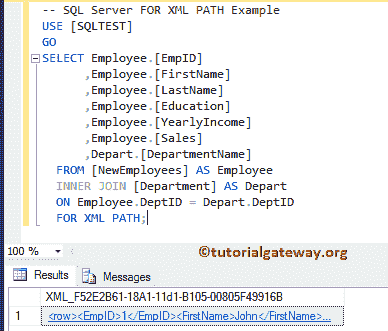 -- SQL Server FOR XML PATH Example
USE [SQLTEST]
GO
SELECT Employee.[EmpID]
,Employee.[FirstName]
,Employee.[LastName]
,Employee.[Education]
,Employee.[YearlyIncome]
,Employee.[Sales]
,Depart.[DepartmentName]
FROM [NewEmployees] AS Employee
INNER JOIN [Department] AS Depart
ON Employee.DeptID = Depart.DeptID
FOR XML PATH;
100 %
©tutorialgateway.org
Results Messages
XML_F52E2B61-18A1-11d1-B105-00805F49916B
1 <row><EmpID>1</EmpID><FirstName>John</FirstName>...